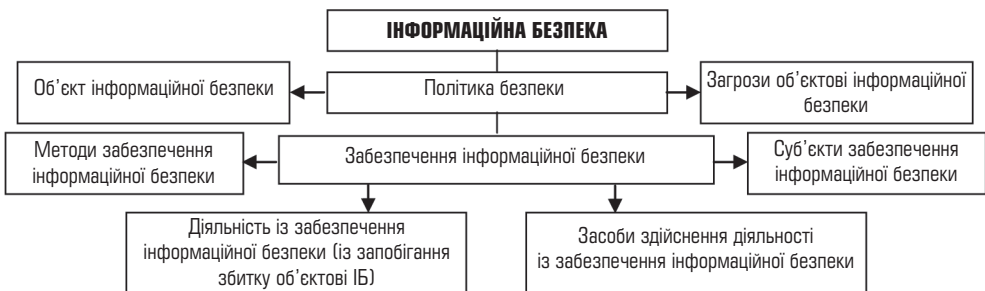 ІНФОРМАЦІЙНА БЕЗПЕКА
Об’єкт інформаційної безпеки
Політика безпеки
Загрози об’єктові інформаційної
безпеки
Методи забезпечення
інформаційної безпеки
Забезпечення інформаційної безпеки
Суб’єкти забезпечення
інформаційної безпеки
Діяльність із забезпечення
інформаційної безпеки (із запобігання
збитку об’єктові ІБ)
Засоби здійснення діяльності
із забезпечення інформаційної безпеки